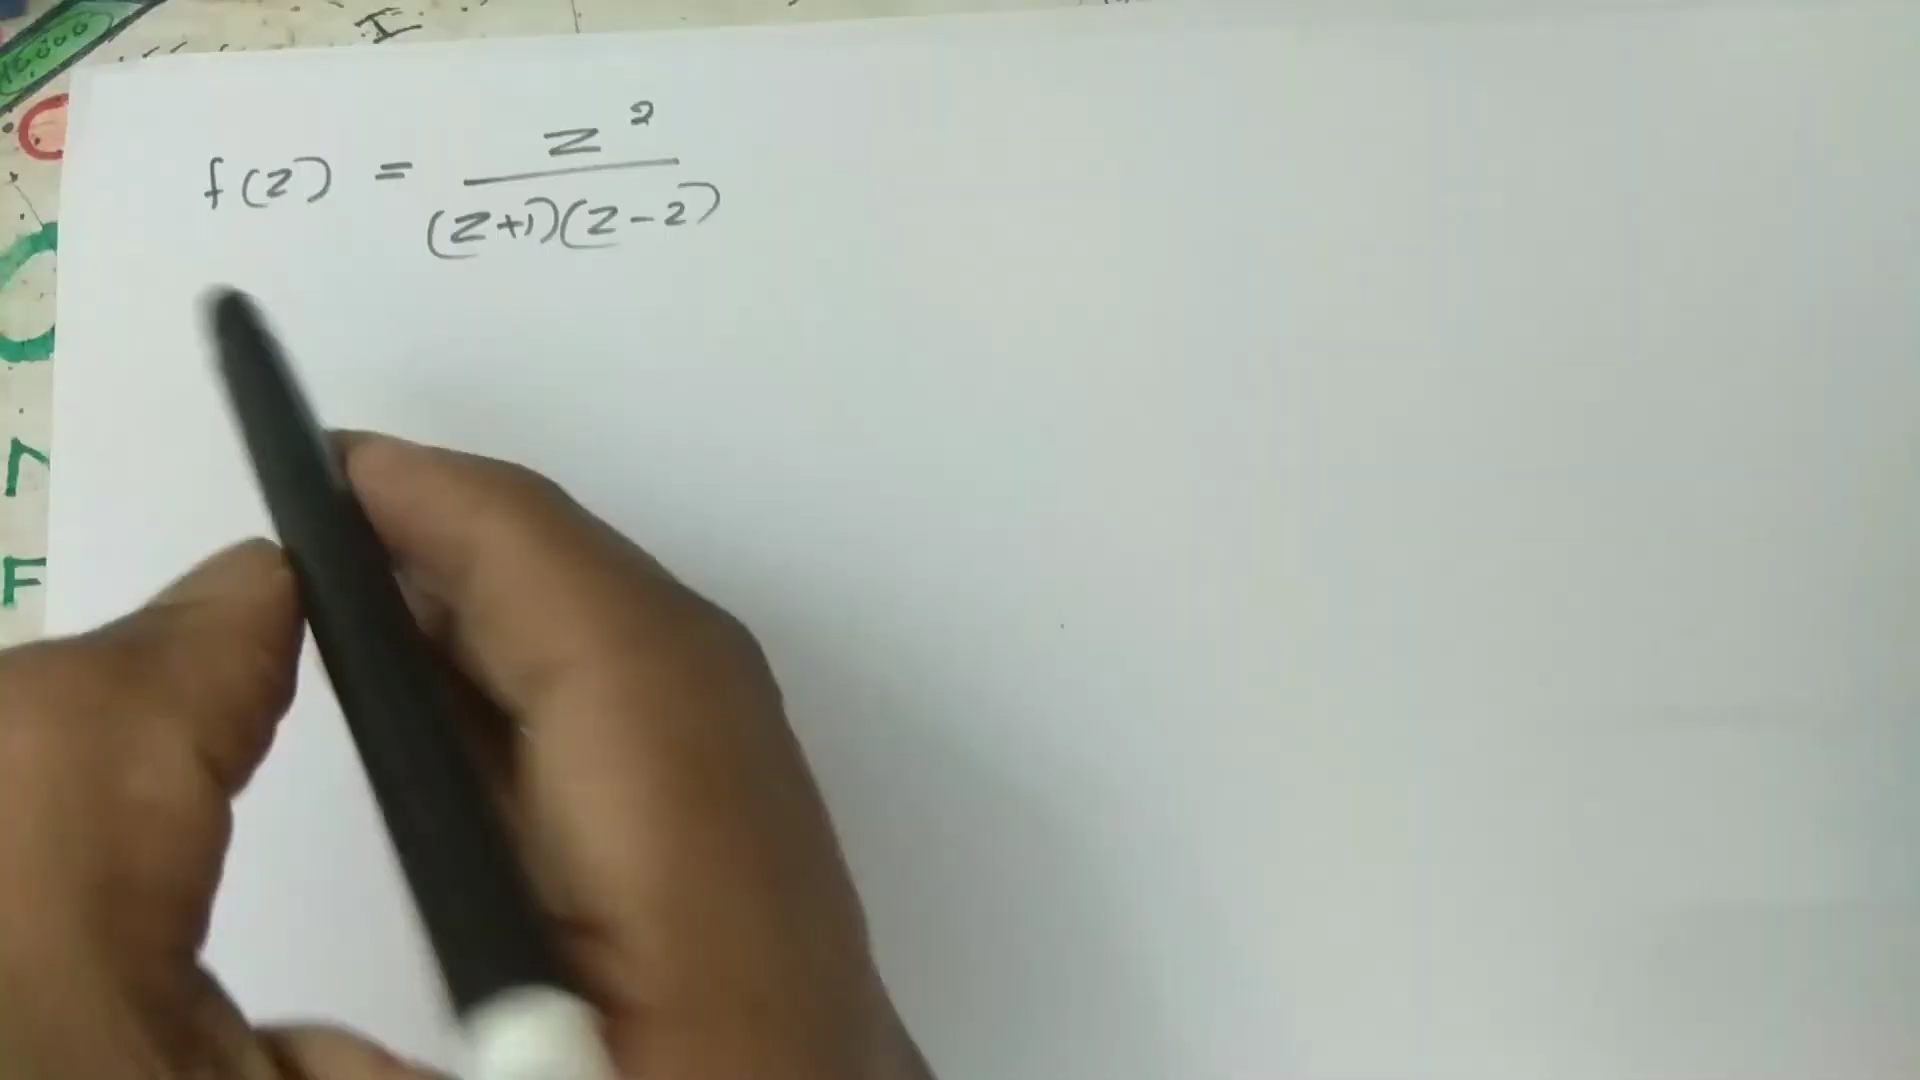 f(z) = z² / (z+1)(z-2)